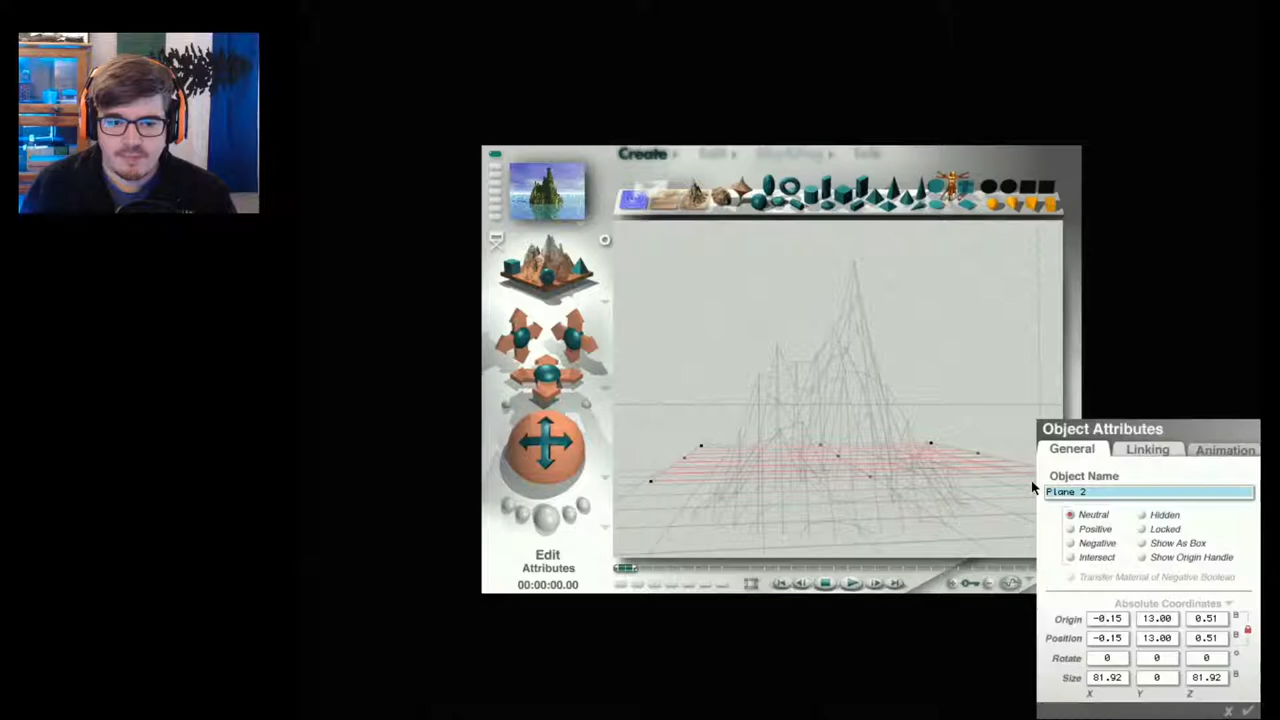 Create
Edit
Attributes
00:00:00.00
Object Attributes
General Linking Animation
Object Name
Plane 2
Neutral Hidden
Positive Locked
Negative Show As Box
Intersect Show Origin Handle
Transfer Material of Negative Boolean
Absolute Coordinates
Origin -0.15 13.00 0.51 B
Position -0.15 13.00 0.51 B
Rotate 0 0 0 °
Size 81.92 0 81.92 B
X Y Z